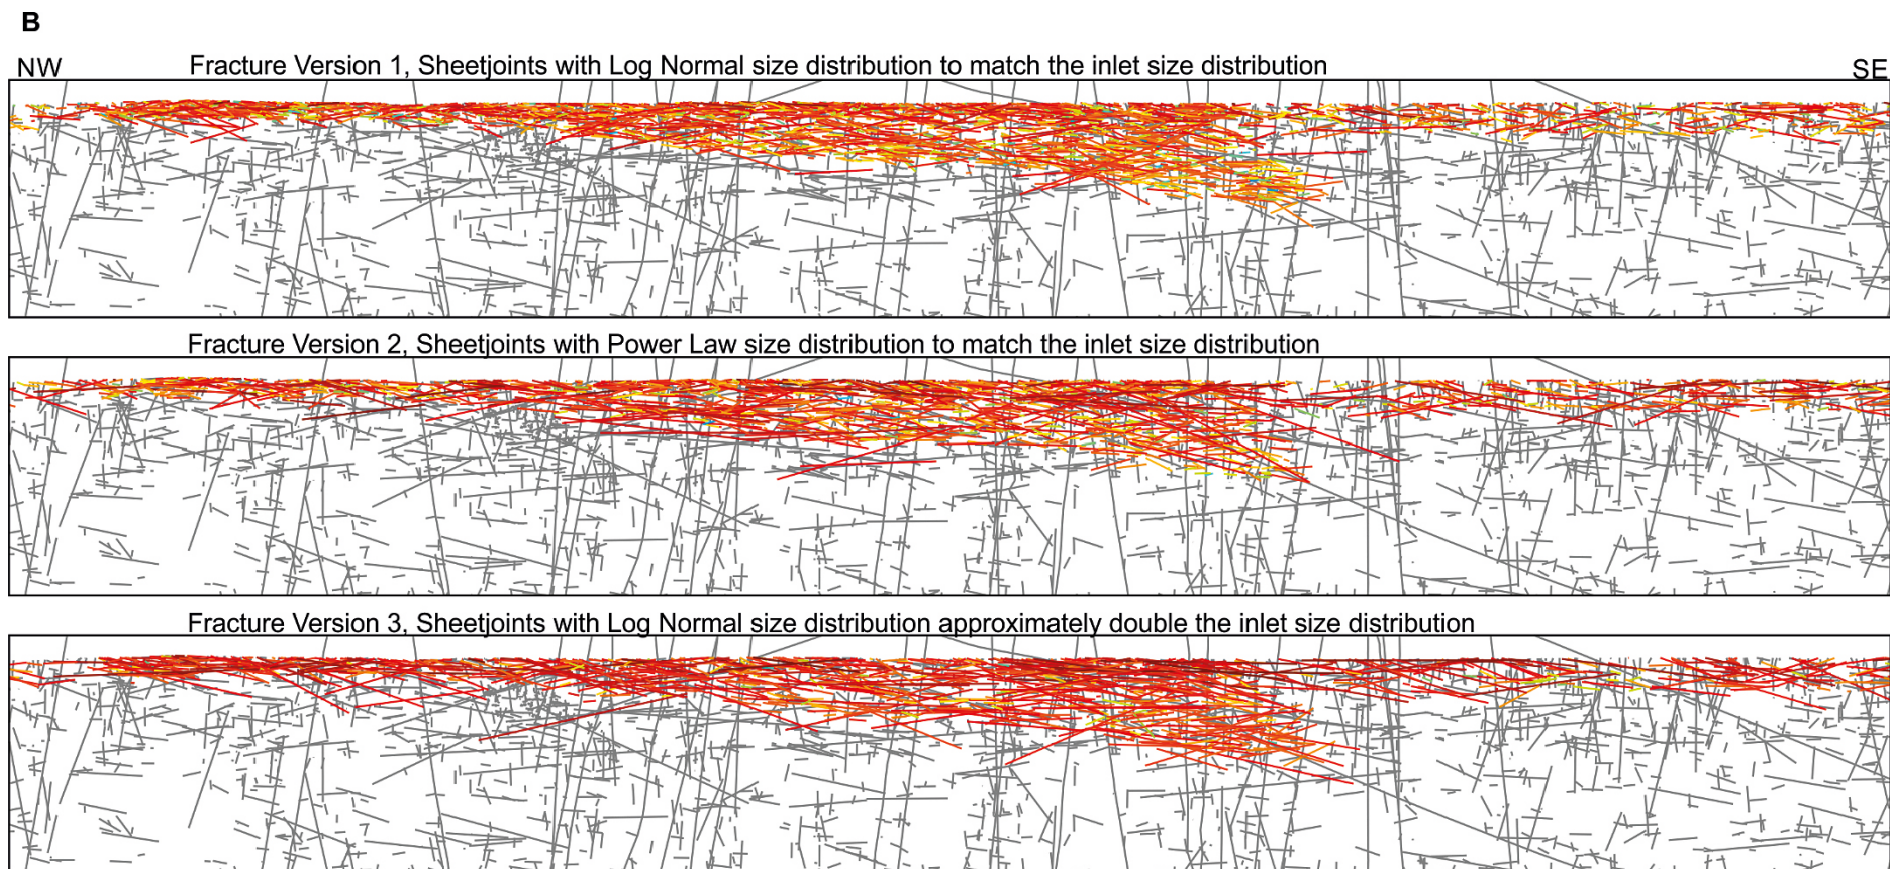 B
NW
Fracture Version 1, Sheetjoints with Log Normal size distribution to match the inlet size distribution
SE
Fracture Version 2, Sheetjoints with Power Law size distribution to match the inlet size distribution
Fracture Version 3, Sheetjoints with Log Normal size distribution approximately double the inlet size distribution